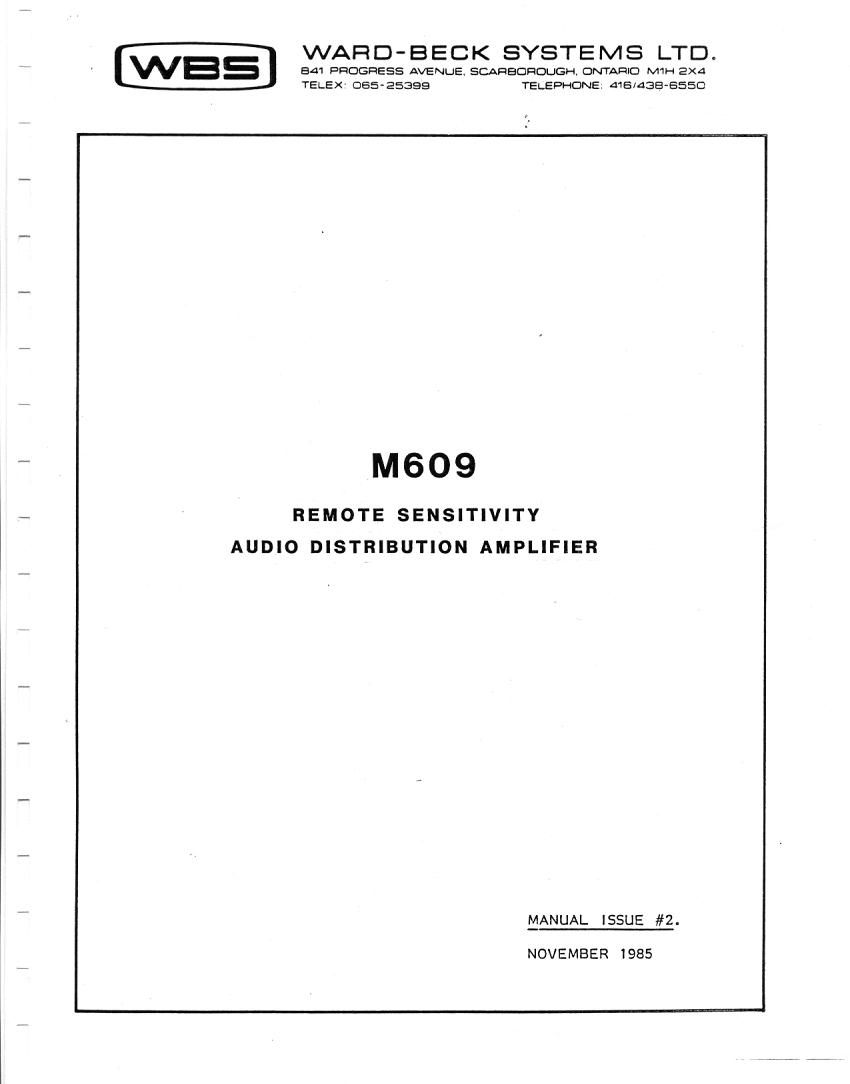 WBS
WARD-BECK SYSTEMS LTD.
841 PROGRESS AVENUE, SCARBOROUGH, ONTARIO M1H 2X4
TELEX: 065-25399 TELEPHONE: 416/438-6550
M609
REMOTE SENSITIVITY
AUDIO DISTRIBUTION AMPLIFIER
MANUAL ISSUE #2.
NOVEMBER 1985